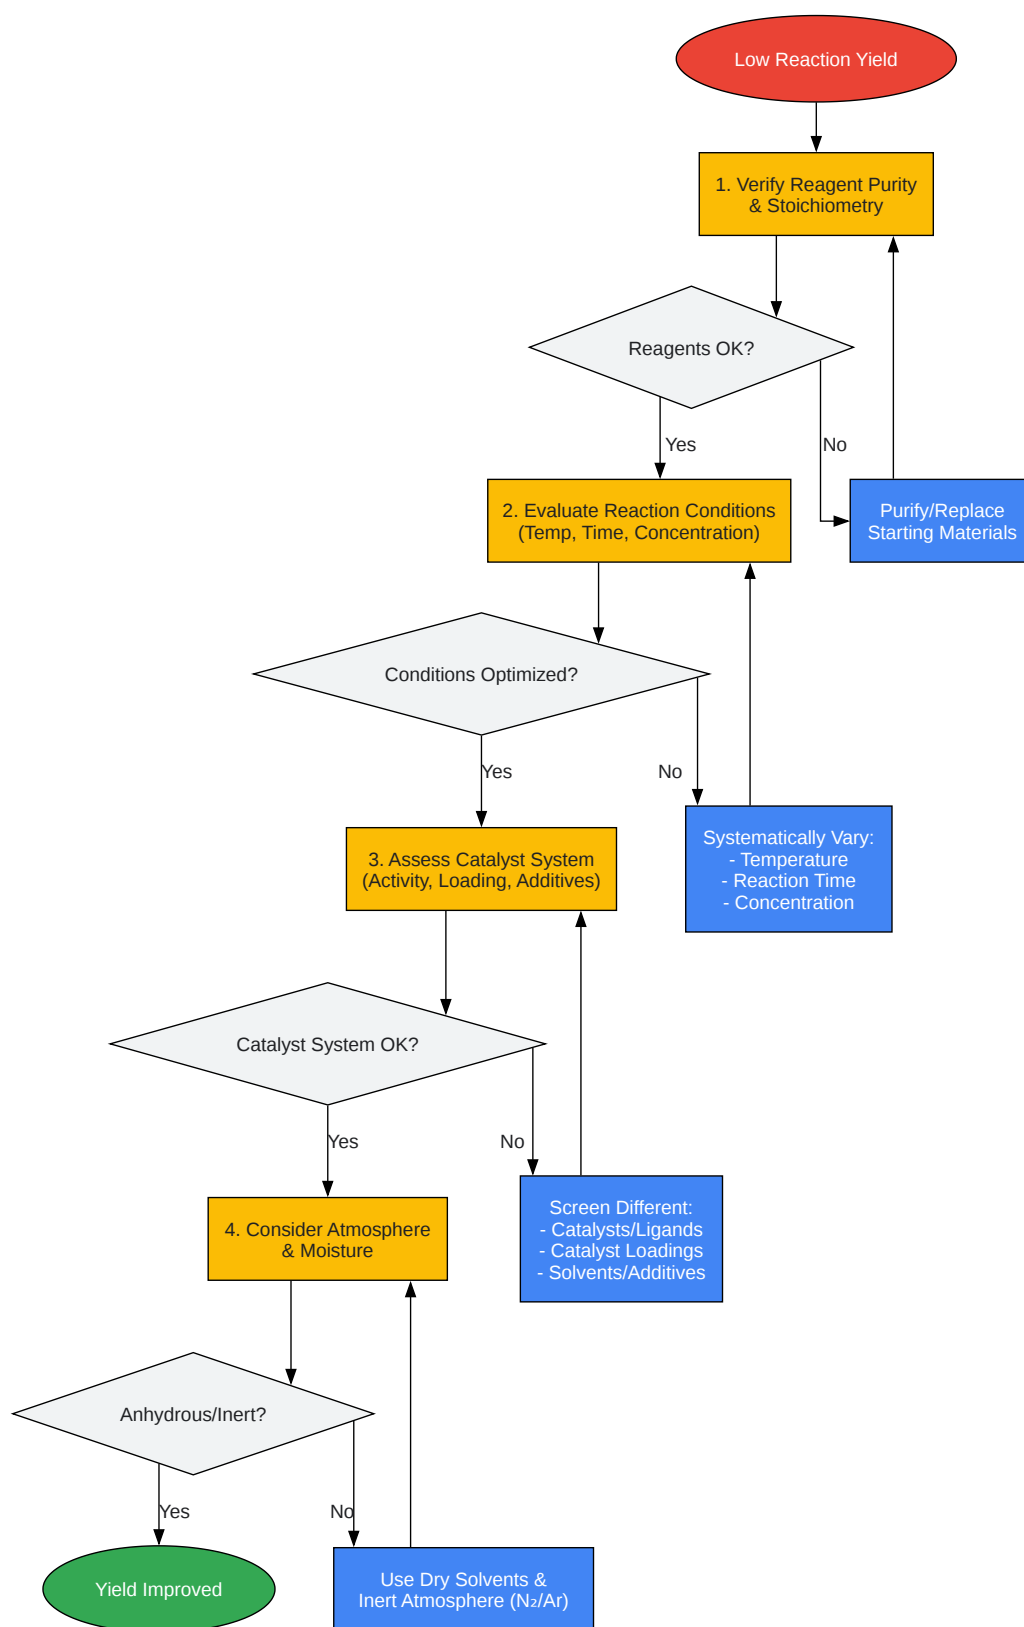 Low Reaction Yield
1. Verify Reagent Purity
& Stoichiometry
Reagents OK?
Yes
No
2. Evaluate Reaction Conditions
(Temp, Time, Concentration)
Purify/Replace
Starting Materials
Conditions Optimized?
Yes
No
Systematically Vary:
- Temperature
- Reaction Time
- Concentration
3. Assess Catalyst System
(Activity, Loading, Additives)
Catalyst System OK?
Yes
No
Screen Different:
- Catalysts/Ligands
- Catalyst Loadings
- Solvents/Additives
4. Consider Atmosphere
& Moisture
Anhydrous/Inert?
Yes
No
Yield Improved
Use Dry Solvents &
Inert Atmosphere (N₂/Ar)